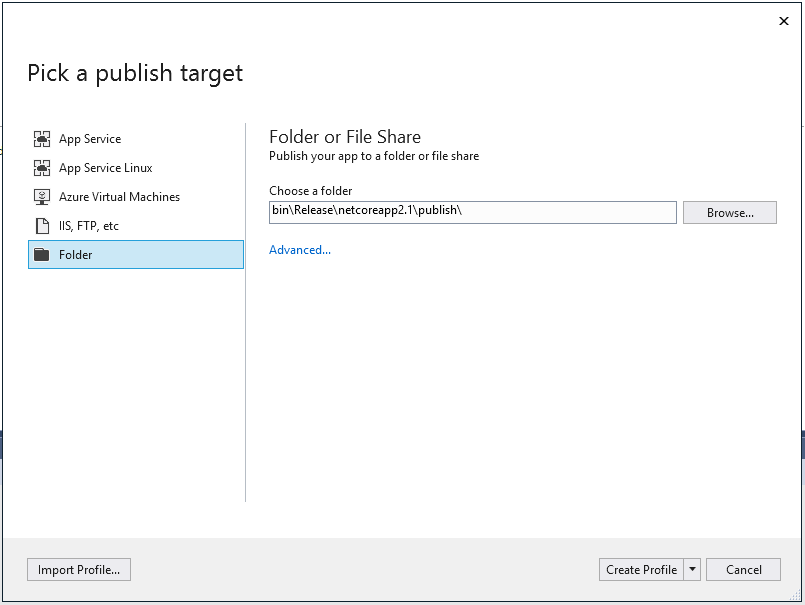 Pick a publish target
App Service
App Service Linux
Azure Virtual Machines
IIS, FTP, etc
Folder
Folder or File Share
Publish your app to a folder or file share
Choose a folder
bin\Release\netcoreapp2.1\publish\
Browse...
Advanced...
Import Profile...
Create Profile
Cancel